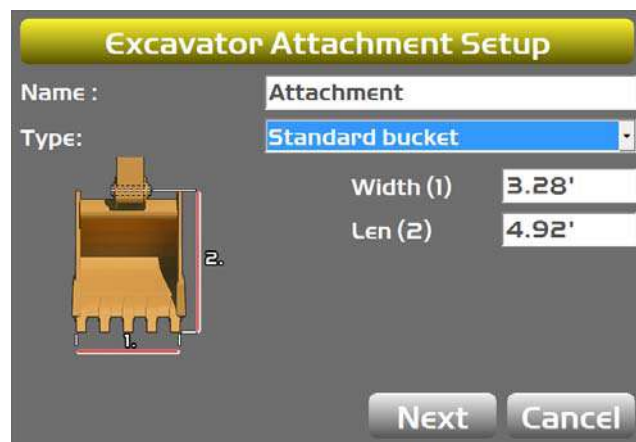 Excavator Attachment Setup
Name : Attachment
Type: Standard bucket
Width (1) 3.28'
Len (2) 4.92'
2.
1.
Next Cancel